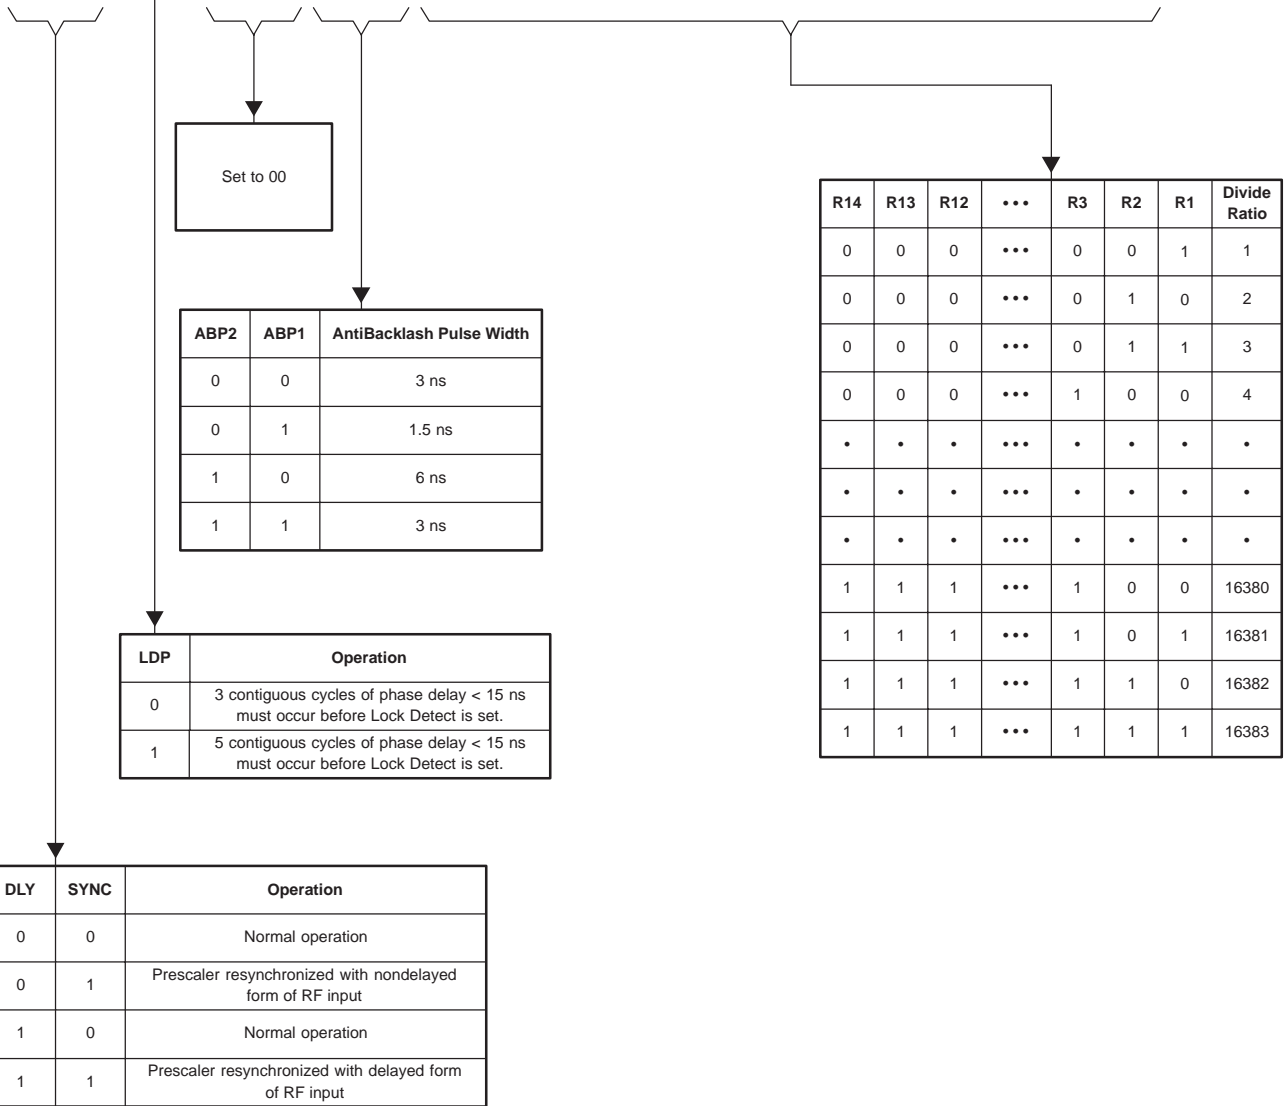 Set to 00
R14 R13 R12 ••• R3 R2 R1 Divide Ratio
0 0 0 ••• 0 0 1 1
0 0 0 ••• 0 1 0 2
0 0 0 ••• 0 1 1 3
0 0 0 ••• 1 0 0 4
• • • ••• • • • •
• • • ••• • • • •
• • • ••• • • • •
1 1 1 ••• 1 0 0 16380
1 1 1 ••• 1 0 1 16381
1 1 1 ••• 1 1 0 16382
1 1 1 ••• 1 1 1 16383
ABP2 ABP1 AntiBacklash Pulse Width
0 0 3 ns
0 1 1.5 ns
1 0 6 ns
1 1 3 ns
LDP Operation
0 3 contiguous cycles of phase delay < 15 ns
must occur before Lock Detect is set.
1 5 contiguous cycles of phase delay < 15 ns
must occur before Lock Detect is set.
DLY SYNC Operation
0 0 Normal operation
0 1 Prescaler resynchronized with nondelayed
form of RF input
1 0 Normal operation
1 1 Prescaler resynchronized with delayed form
of RF input